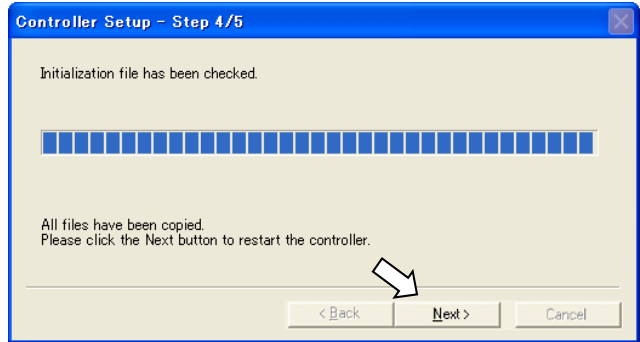 Controller Setup - Step 4/5
Initialization file has been checked.
All files have been copied.
Please click the Next button to restart the controller.
< Back
Next >
Cancel